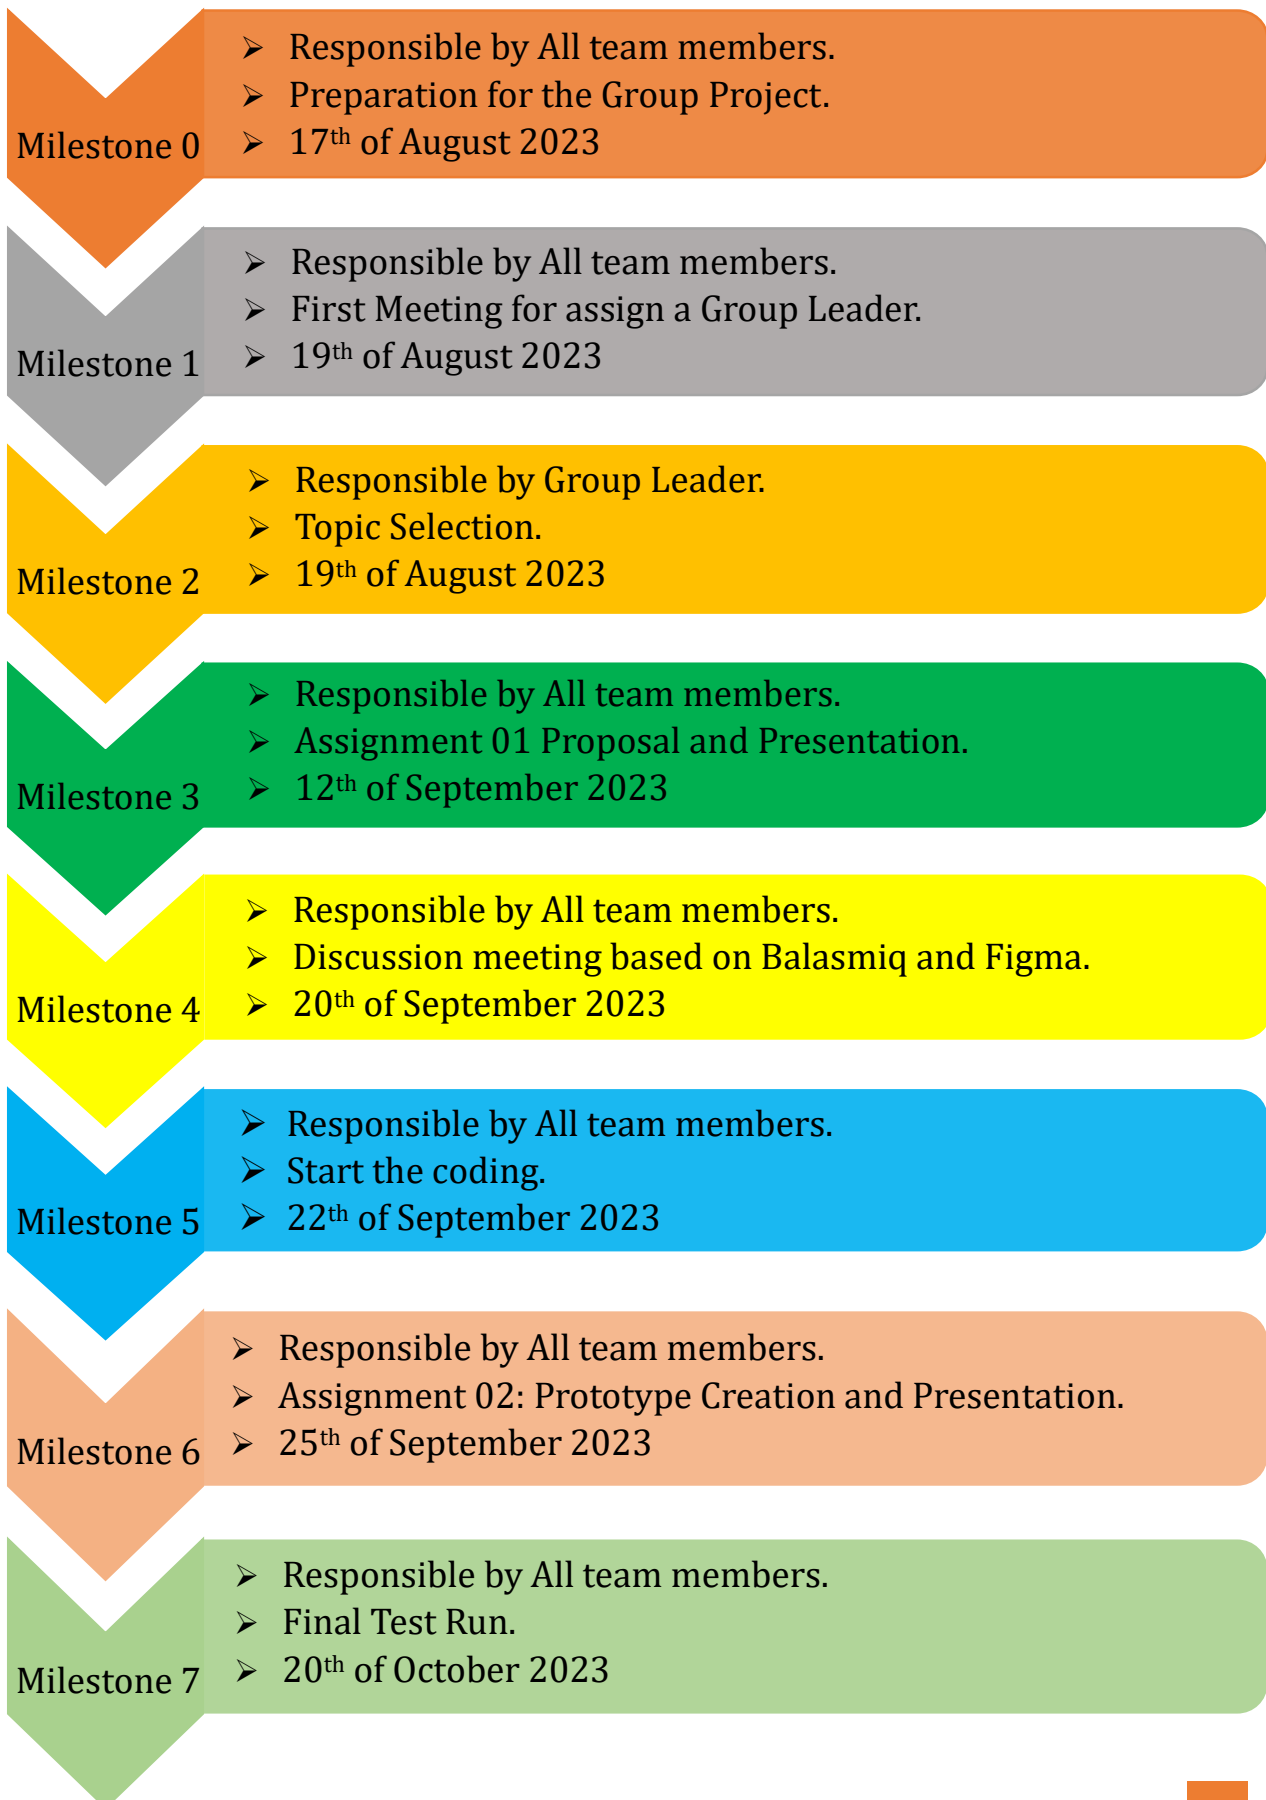 ➢ Responsible by All team members.
➢ Preparation for the Group Project.
Milestone 0
➢ 17th of August 2023
➢ Responsible by All team members.
➢ First Meeting for assign a Group Leader.
Milestone 1
➢ 19th of August 2023
➢ Responsible by Group Leader.
➢ Topic Selection.
Milestone 2
➢ 19th of August 2023
➢ Responsible by All team members.
➢ Assignment 01 Proposal and Presentation.
Milestone 3
➢ 12th of September 2023
➢ Responsible by All team members.
➢ Discussion meeting based on Balasmiq and Figma.
Milestone 4
➢ 20th of September 2023
➢ Responsible by All team members.
➢ Start the coding.
Milestone 5
➢ 22th of September 2023
➢ Responsible by All team members.
➢ Assignment 02: Prototype Creation and Presentation.
Milestone 6
➢ 25th of September 2023
➢ Responsible by All team members.
➢ Final Test Run.
Milestone 7
➢ 20th of October 2023